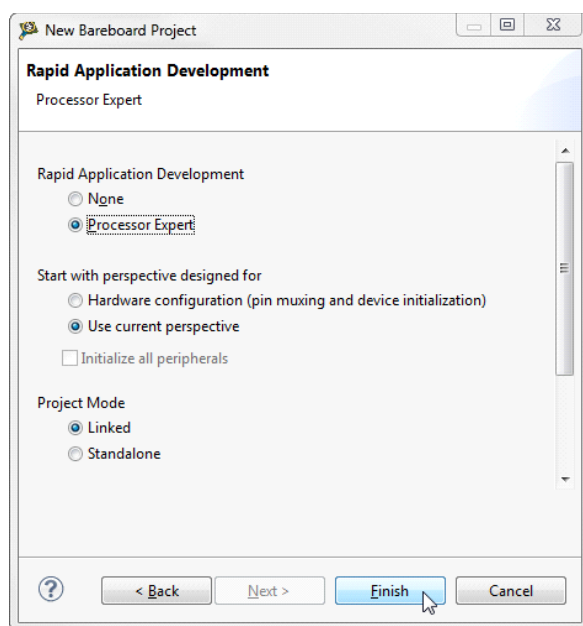 New Bareboard Project
Rapid Application Development
Processor Expert
Rapid Application Development
None
Processor Expert
Start with perspective designed for
Hardware configuration (pin muxing and device initialization)
Use current perspective
Initialize all peripherals
Project Mode
Linked
Standalone
? < Back Next > Finish Cancel